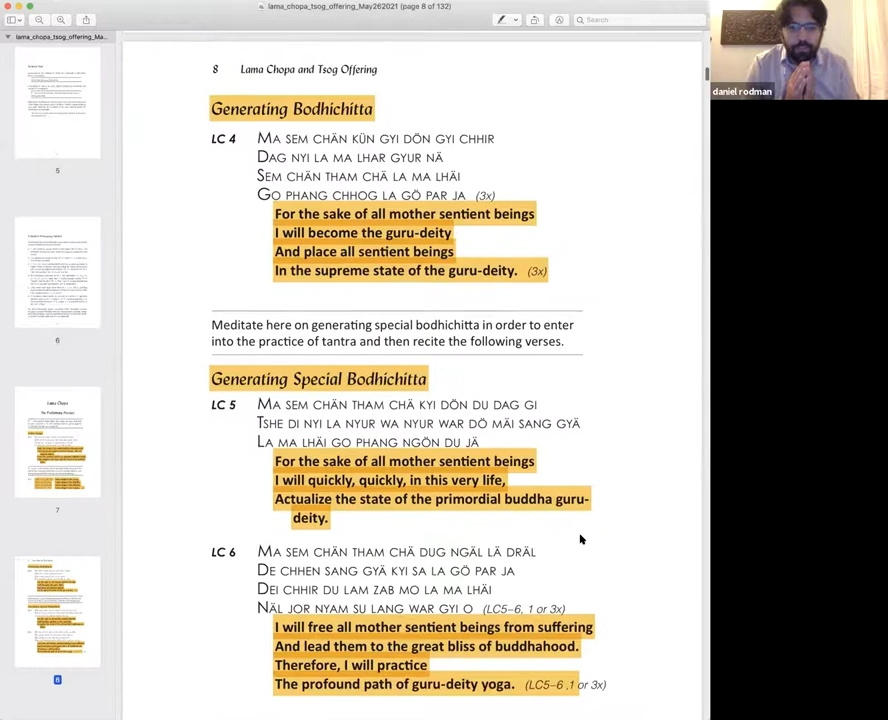 lama_chopa_tsog_offering_May262021 (page 8 of 132)
Search
lama_chopa_tsog_offering_Ma...
5
6
7
8
8 Lama Chopa and Tsog Offering
Generating Bodhichitta
LC 4 MA SEM CHÄN KÜN GYI DÖN GYI CHHIR
DAG NYI LA MA LHAR GYUR NÄ
SEM CHÄN THAM CHÄ LA MA LHÄI
GO PHANG CHHOG LA GÖ PAR JA (3x)
For the sake of all mother sentient beings
I will become the guru-deity
And place all sentient beings
In the supreme state of the guru-deity. (3x)
Meditate here on generating special bodhichitta in order to enter
into the practice of tantra and then recite the following verses.
Generating Special Bodhichitta
LC 5 MA SEM CHÄN THAM CHÄ KYI DÖN DU DAG GI
TSHE DI NYI LA NYUR WA NYUR WAR DÖ MÄI SANG GYÄ
LA MA LHÄI GO PHANG NGÖN DU JÄ
For the sake of all mother sentient beings
I will quickly, quickly, in this very life,
Actualize the state of the primordial buddha guru-
deity.
LC 6 MA SEM CHÄN THAM CHÄ DUG NGÄL LÄ DRÄL
DE CHHEN SANG GYÄ KYI SA LA GÖ PAR JA
DEI CHHIR DU LAM ZAB MO LA MA LHÄI
NÄL JOR NYAM SU LANG WAR GYI O (LC5–6, 1 or 3x)
I will free all mother sentient beings from suffering
And lead them to the great bliss of buddhahood.
Therefore, I will practice
The profound path of guru-deity yoga. (LC5–6 ,1 or 3x)
daniel rodman